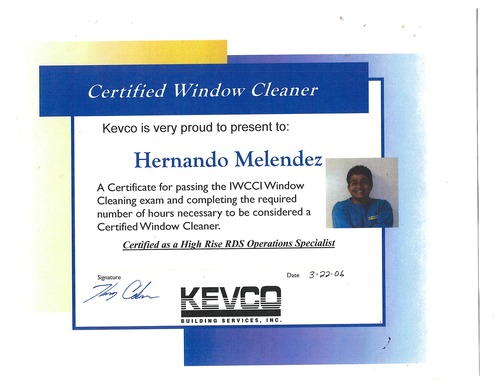 Certified Window Cleaner
Kevco is very proud to present to:
Hernando Melendez
A Certificate for passing the IWCCI Window
Cleaning exam and completing the required
number of hours necessary to be considered a
Certified Window Cleaner.
Certified as a High Rise RDS Operations Specialist
Signature
Date 3-22-06
KEVCO
BUILDING SERVICES, INC.